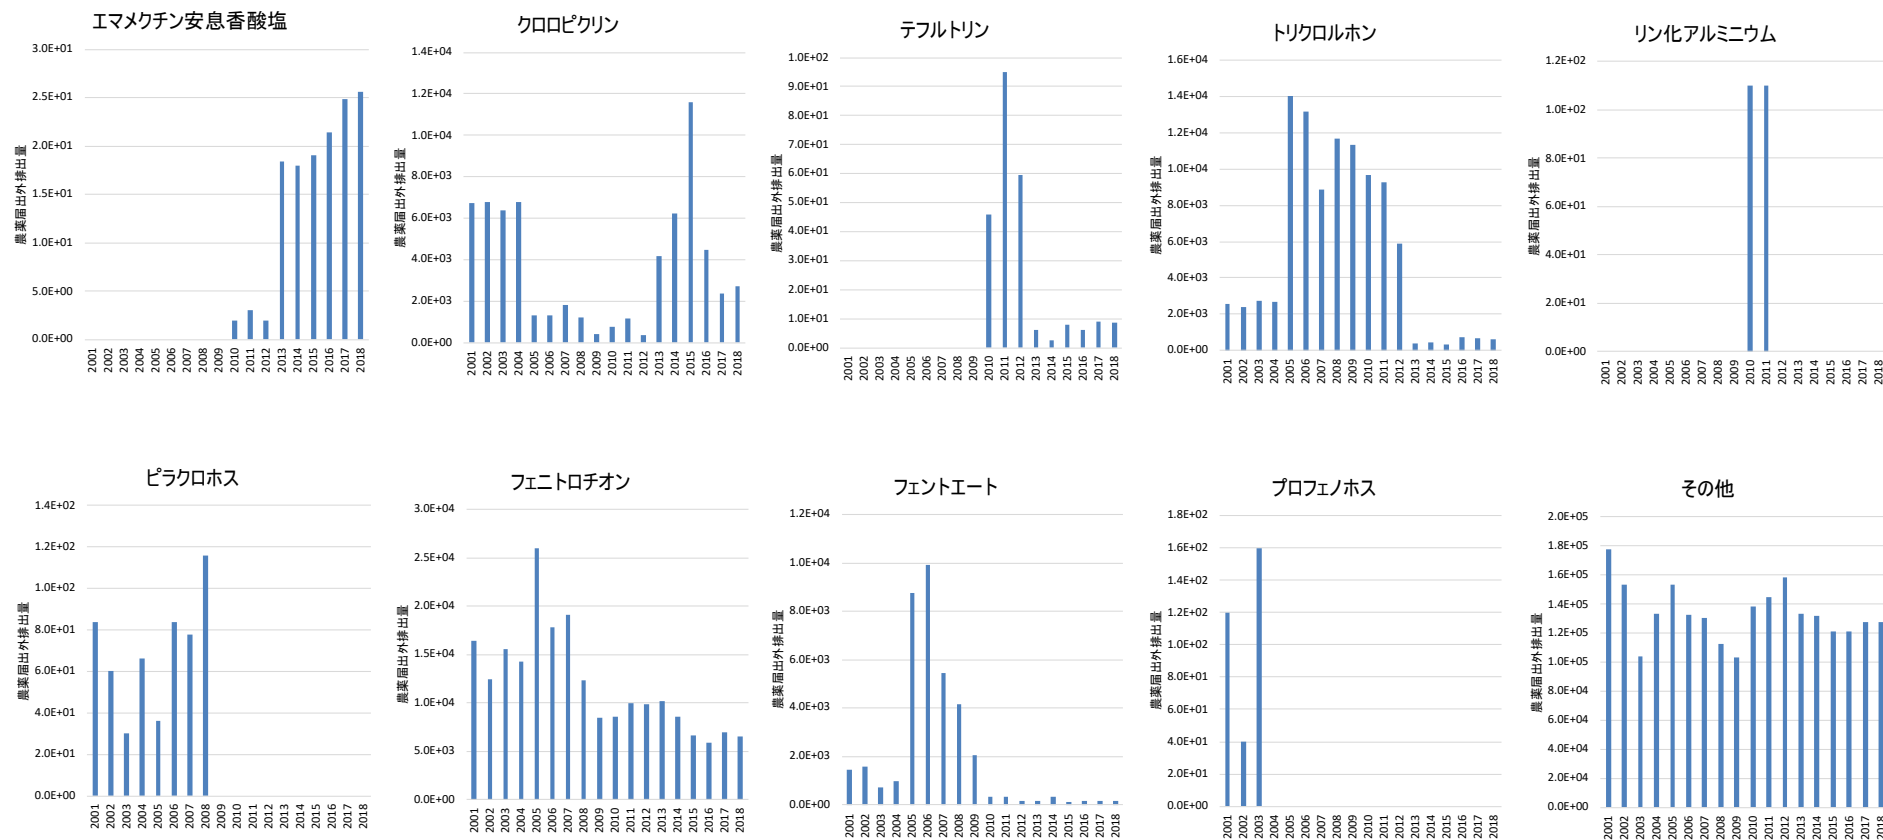 エマメクチン安息香酸塩
農薬届出外排出量
3.0E+01
2.5E+01
2.0E+01
1.5E+01
1.0E+01
5.0E+00
0.0E+00
2001 2002 2003 2004 2005 2006 2007 2008 2009 2010 2011 2012 2013 2014 2015 2016 2017 2018
クロロピクリン
農薬届出外排出量
1.4E+04
1.2E+04
1.0E+04
8.0E+03
6.0E+03
4.0E+03
2.0E+03
0.0E+00
2001 2002 2003 2004 2005 2006 2007 2008 2009 2010 2011 2012 2013 2014 2015 2016 2017 2018
テフルトリン
農薬届出外排出量
1.0E+02
9.0E+01
8.0E+01
7.0E+01
6.0E+01
5.0E+01
4.0E+01
3.0E+01
2.0E+01
1.0E+01
0.0E+00
2001 2002 2003 2004 2005 2006 2007 2008 2009 2010 2011 2012 2013 2014 2015 2016 2017 2018
トリクロルホン
農薬届出外排出量
1.6E+04
1.4E+04
1.2E+04
1.0E+04
8.0E+03
6.0E+03
4.0E+03
2.0E+03
0.0E+00
2001 2002 2003 2004 2005 2006 2007 2008 2009 2010 2011 2012 2013 2014 2015 2016 2017 2018
リン化アルミニウム
農薬届出外排出量
1.2E+02
1.0E+02
8.0E+01
6.0E+01
4.0E+01
2.0E+01
0.0E+00
2001 2002 2003 2004 2005 2006 2007 2008 2009 2010 2011 2012 2013 2014 2015 2016 2017 2018
ピラクロホス
農薬届出外排出量
1.4E+02
1.2E+02
1.0E+02
8.0E+01
6.0E+01
4.0E+01
2.0E+01
0.0E+00
2001 2002 2003 2004 2005 2006 2007 2008 2009 2010 2011 2012 2013 2014 2015 2016 2017 2018
フェニトロチオン
農薬届出外排出量
3.0E+04
2.5E+04
2.0E+04
1.5E+04
1.0E+04
5.0E+03
0.0E+00
2001 2002 2003 2004 2005 2006 2007 2008 2009 2010 2011 2012 2013 2014 2015 2016 2017 2018
フェントエート
農薬届出外排出量
1.2E+04
1.0E+04
8.0E+03
6.0E+03
4.0E+03
2.0E+03
0.0E+00
2001 2002 2003 2004 2005 2006 2007 2008 2009 2010 2011 2012 2013 2014 2015 2016 2017 2018
プロフェノホス
農薬届出外排出量
1.8E+02
1.6E+02
1.4E+02
1.2E+02
1.0E+02
8.0E+01
6.0E+01
4.0E+01
2.0E+01
0.0E+00
2001 2002 2003 2004 2005 2006 2007 2008 2009 2010 2011 2012 2013 2014 2015 2016 2017 2018
その他
農薬届出外排出量
2.0E+05
1.8E+05
1.6E+05
1.4E+05
1.2E+05
1.0E+05
8.0E+04
6.0E+04
4.0E+04
2.0E+04
0.0E+00
2001 2002 2003 2004 2005 2006 2007 2008 2009 2010 2011 2012 2013 2014 2015 2016 2017 2018